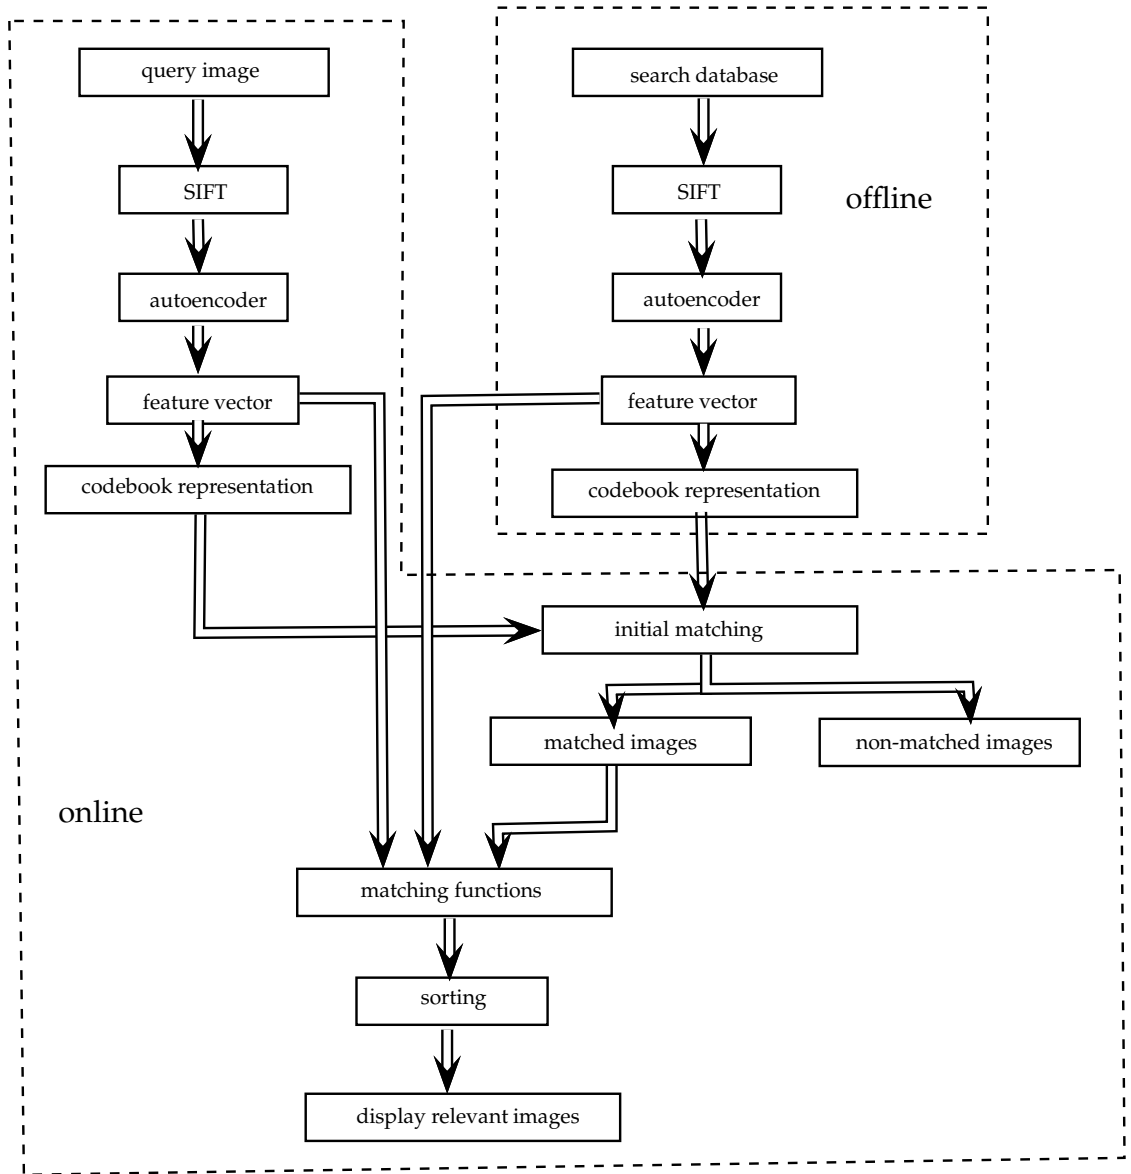 query image
search database
SIFT
SIFT
offline
autoencoder
autoencoder
feature vector
feature vector
codebook representation
codebook representation
initial matching
matched images
non-matched images
online
matching functions
sorting
display relevant images